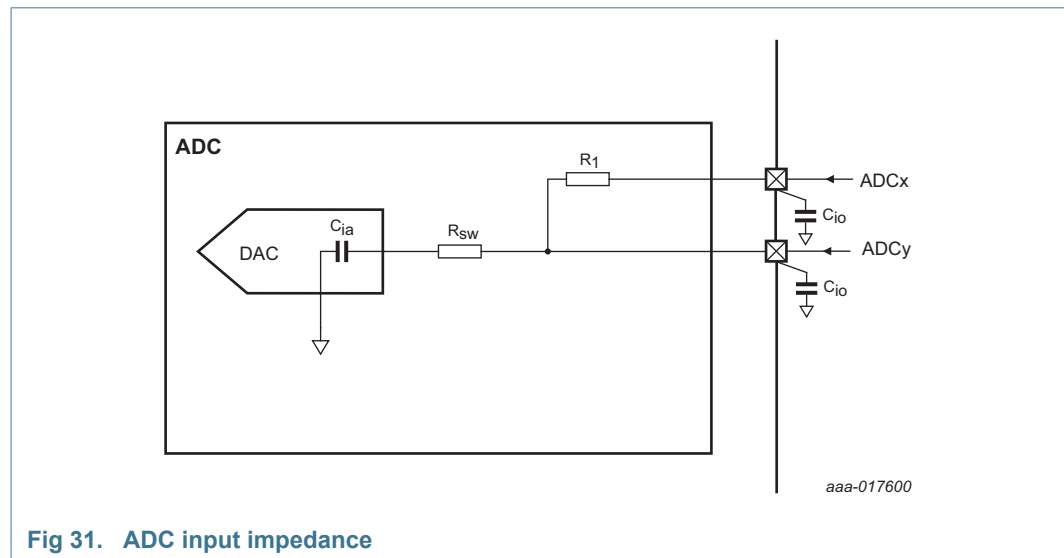 ADC
R1
ADCx
Cia
Rsw
Cio
DAC
ADCy
Cio
aaa-017600
Fig 31. ADC input impedance